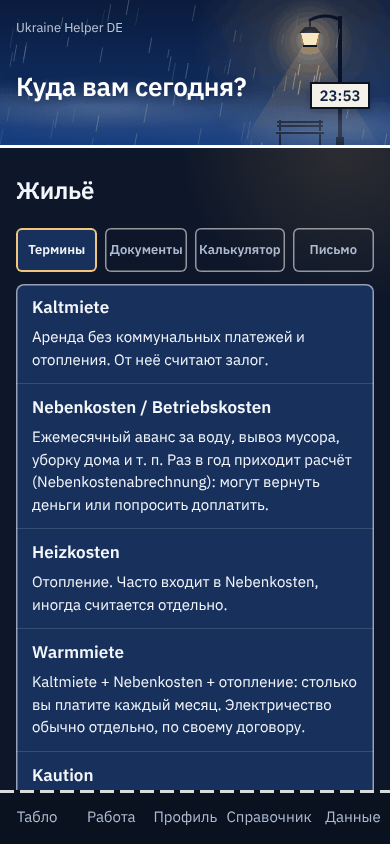 Ukraine Helper DE
Куда вам сегодня?
23:53
Жильё
Термины
Документы
Калькулятор
Письмо
Kaltmiete
Аренда без коммунальных платежей и
отопления. От неё считают залог.
Nebenkosten / Betriebskosten
Ежемесячный аванс за воду, вывоз мусора,
уборку дома и т. п. Раз в год приходит расчёт
(Nebenkostenabrechnung): могут вернуть
деньги или попросить доплатить.
Heizkosten
Отопление. Часто входит в Nebenkosten,
иногда считается отдельно.
Warmmiete
Kaltmiete + Nebenkosten + отопление: столько
вы платите каждый месяц. Электричество
обычно отдельно, по своему договору.
Kaution
Табло
Работа
Профиль
Справочник
Данные